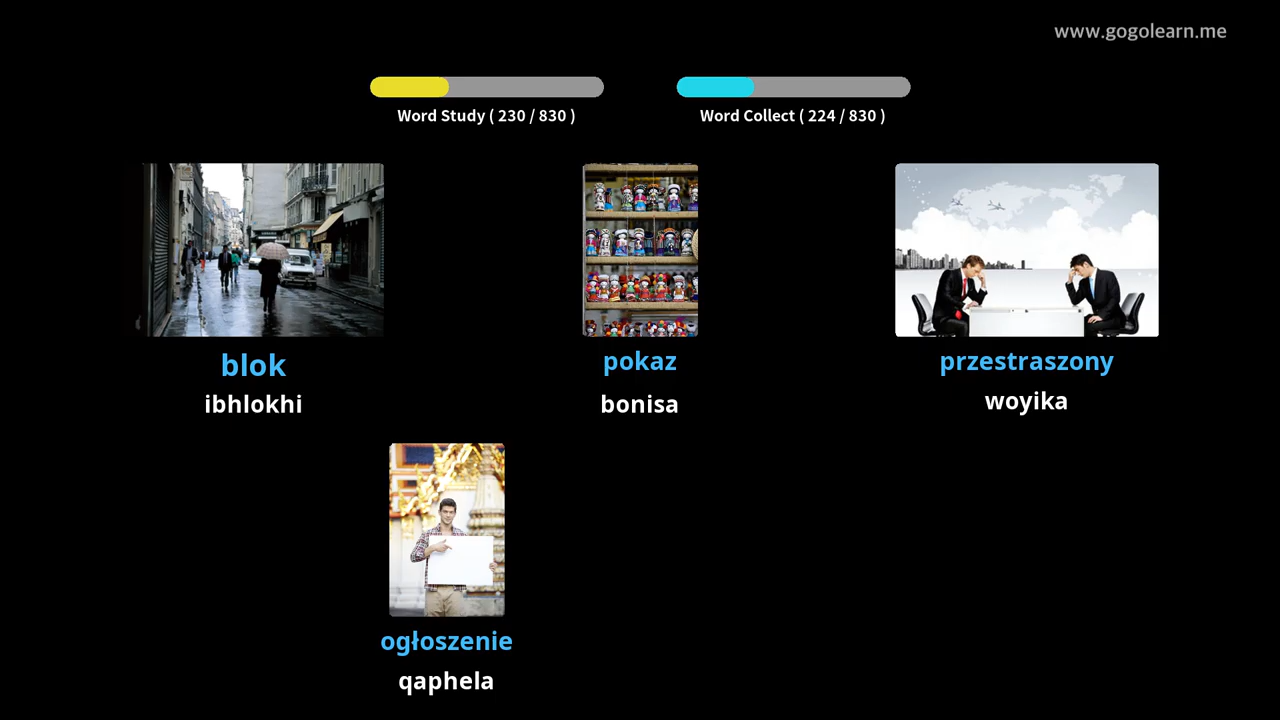 www.gogolearn.me
Word Study ( 230 / 830 )
Word Collect ( 224 / 830 )
blok
ibhlokhi
pokaz
bonisa
przestraszony
woyika
ogłoszenie
qaphela